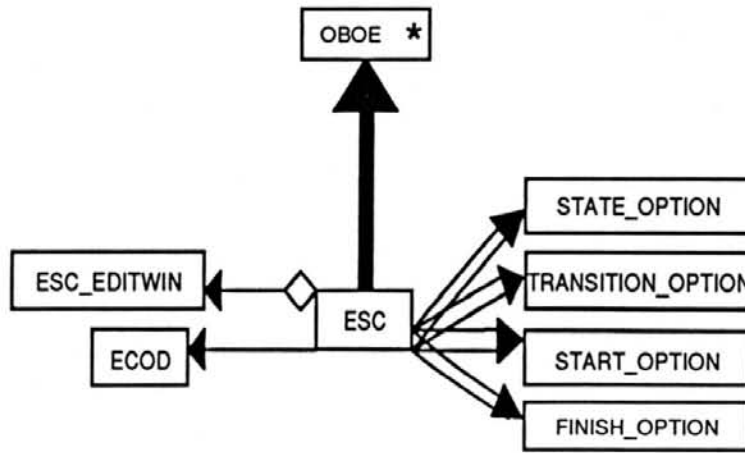 OBOE *
STATE_OPTION
ESC_EDITWIN
TRANSITION_OPTION
ESC
ECOD
START_OPTION
FINISH_OPTION